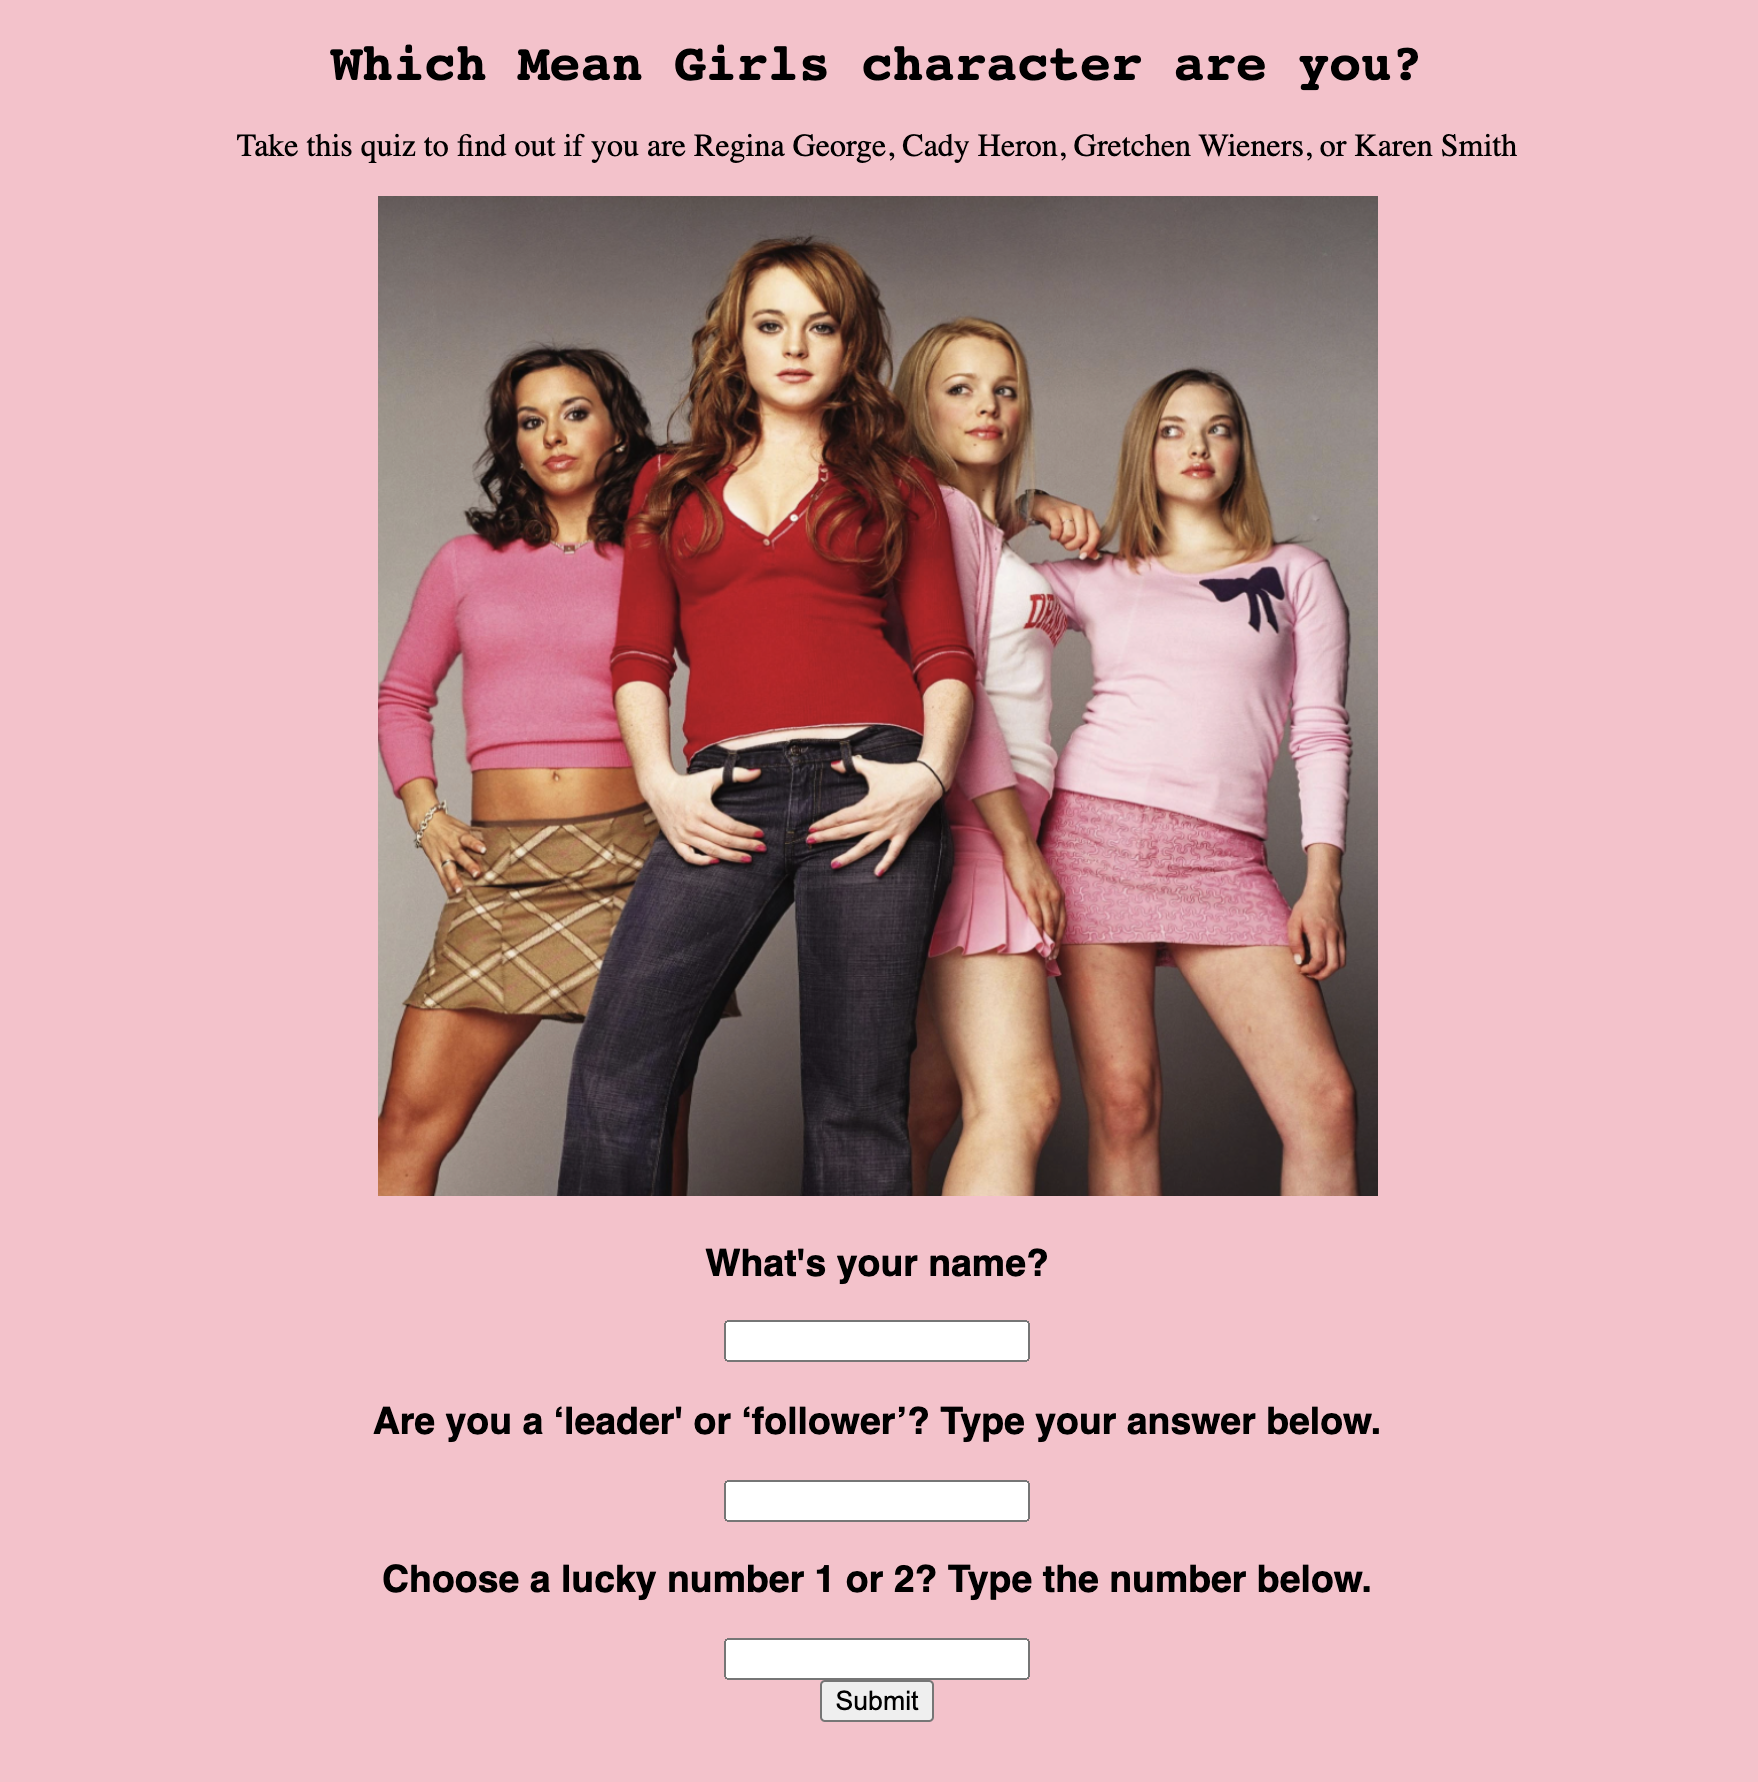 Which Mean Girls character are you?
Take this quiz to find out if you are Regina George, Cady Heron, Gretchen Wieners, or Karen Smith
What's your name?
Are you a ‘leader' or ‘follower’? Type your answer below.
Choose a lucky number 1 or 2? Type the number below.
Submit